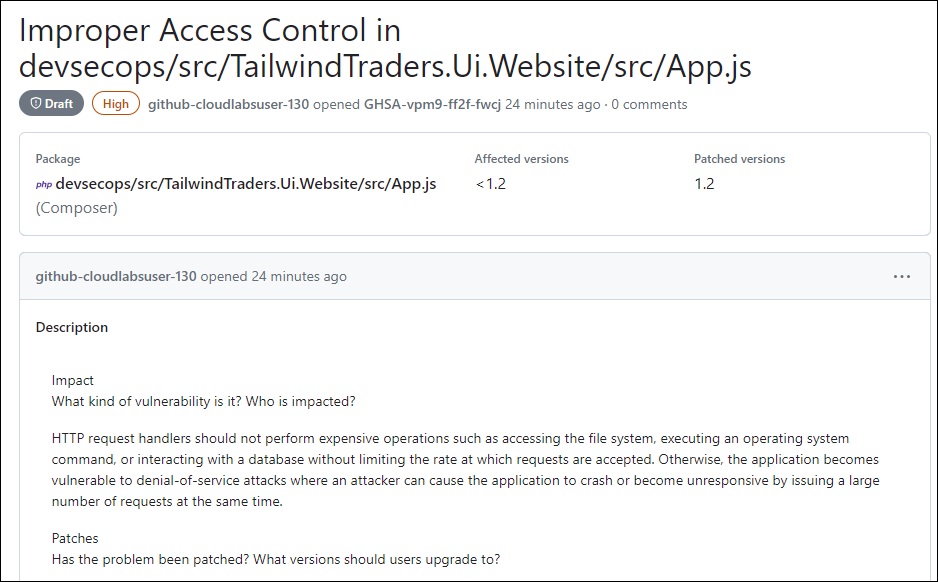 Improper Access Control in
devsecops/src/TailwindTraders.Ui.Website/src/App.js
Draft High github-cloudlabsuser-130 opened GHSA-vpm9-ff2f-fwcj 24 minutes ago · 0 comments
Package Affected versions Patched versions
php devsecops/src/TailwindTraders.Ui.Website/src/App.js <1.2 1.2
(Composer)
github-cloudlabsuser-130 opened 24 minutes ago
Description
Impact
What kind of vulnerability is it? Who is impacted?
HTTP request handlers should not perform expensive operations such as accessing the file system, executing an operating system
command, or interacting with a database without limiting the rate at which requests are accepted. Otherwise, the application becomes
vulnerable to denial-of-service attacks where an attacker can cause the application to crash or become unresponsive by issuing a large
number of requests at the same time.
Patches
Has the problem been patched? What versions should users upgrade to?